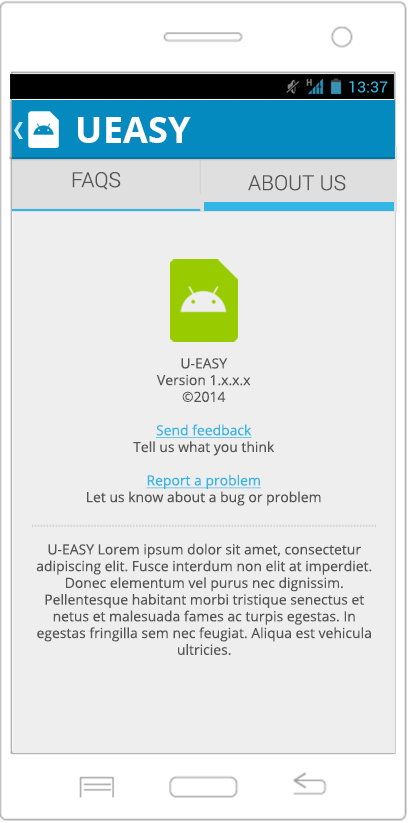 H 13:37
UEASY
FAQS
ABOUT US
U-EASY
Version 1.x.x.x
©2014
Send feedback
Tell us what you think
Report a problem
Let us know about a bug or problem
U-EASY Lorem ipsum dolor sit amet, consectetur
adipiscing elit. Fusce interdum non elit at imperdiet.
Donec elementum vel purus nec dignissim.
Pellentesque habitant morbi tristique senectus et
netus et malesuada fames ac turpis egestas. In
egestas fringilla sem nec feugiat. Aliqua est vehicula
ultricies.